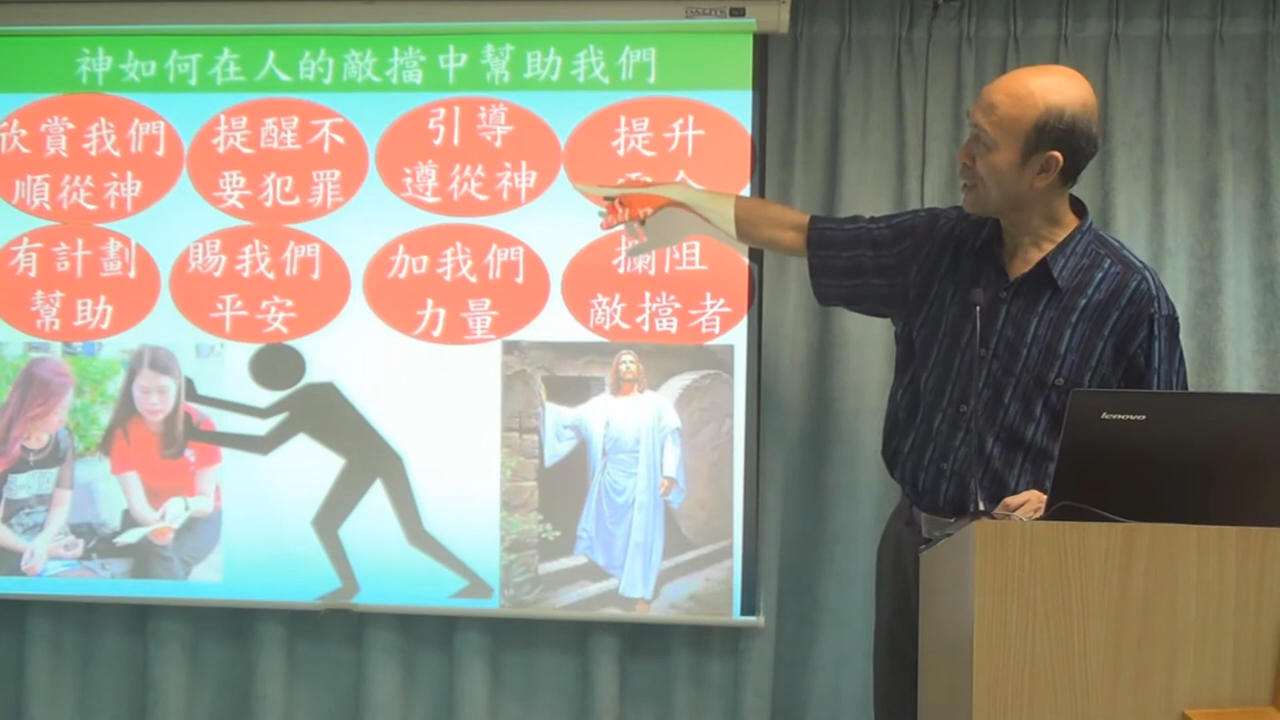 神如何在人的敵擋中幫助我們
欣賞我們
順從神
提醒不
要犯罪
引導
遵從神
提升
有計劃
幫助
賜我們
平安
加我們
力量
攔阻
敵擋者
lenovo